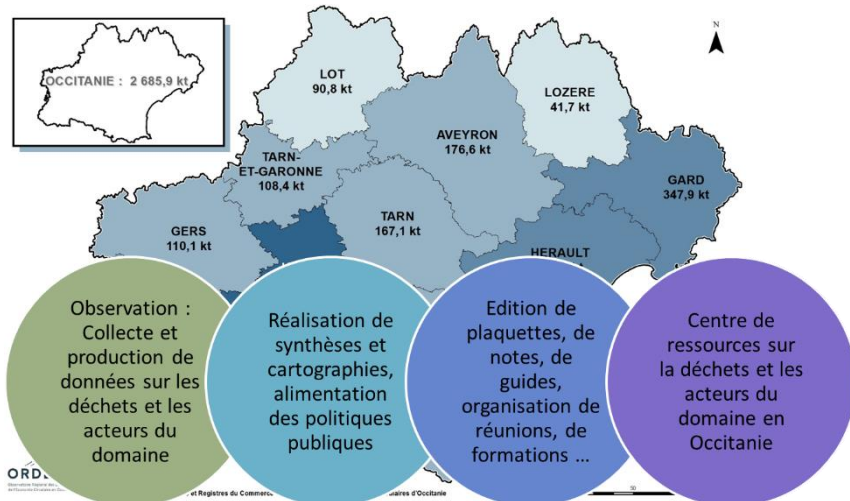 N
OCCITANIE : 2 685,9 kt
LOT
90,8 kt
LOZERE
41,7 kt
AVEYRON
176,6 kt
TARN-
ET-GARONNE
108,4 kt
GARD
347,9 kt
GERS
110,1 kt
TARN
167,1 kt
HERAULT
Observation :
Collecte et
production de
données sur les
déchets et les
acteurs du
domaine
Réalisation de
synthèses et
cartographies,
alimentation
des politiques
publiques
Edition de
plaquettes, de
notes, de
guides,
organisation de
réunions, de
formations ...
Centre de
ressources sur
la déchets et les
acteurs du
domaine en
Occitanie
ORD
et Registres du Commerce
aires d'Occitanie
50